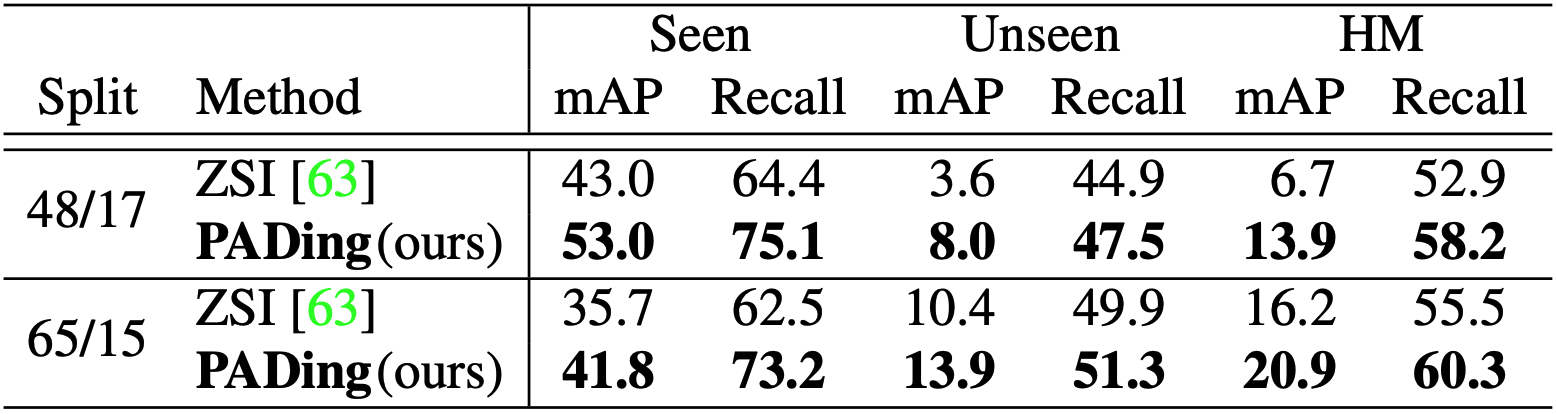 Seen Unseen HM
Split Method mAP Recall mAP Recall mAP Recall
48/17 ZSI [63] 43.0 64.4 3.6 44.9 6.7 52.9
PADing (ours) 53.0 75.1 8.0 47.5 13.9 58.2
65/15 ZSI [63] 35.7 62.5 10.4 49.9 16.2 55.5
PADing (ours) 41.8 73.2 13.9 51.3 20.9 60.3